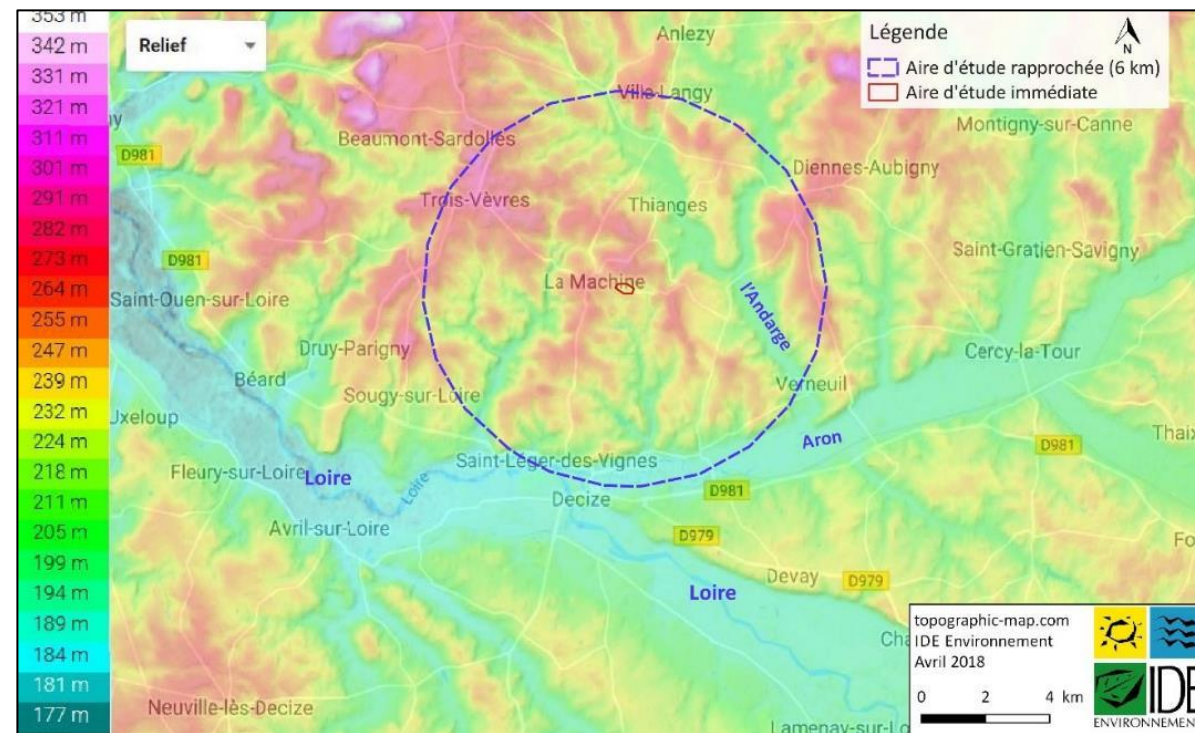 353 m
342 m
331 m
321 m
311 m
301 m
291 m
282 m
273 m
264 m
255 m
247 m
239 m
232 m
224 m
218 m
211 m
205 m
199 m
194 m
189 m
184 m
181 m
177 m
Relief
Légende
N
Aire d'étude rapprochée (6 km)
Aire d'étude immédiate
Anlezy
Ville-Langy
Montigny-sur-Canne
Beaumont-Sardolles
D981
Diennes-Aubigny
Trois-Vèvres
Thianges
Saint-Gratien-Savigny
D981
La Machine
Saint-Ouen-sur-Loire
l'Andarge
Druy-Parigny
Cercy-la-Tour
Béard
Verneuil
Sougy-sur-Loire
Uxeloup
Aron
D981
Thaix
Saint-Léger-des-Vignes
Fleury-sur-Loire
Loire
Loire
D981
Decize
Avril-sur-Loire
D979
Fo
Devay
D979
Loire
Cha
Neuville-lès-Decize
Lamenay-sur-Lo
topographic-map.com
IDE Environnement
Avril 2018
0 2 4 km
IDE
ENVIRONNEMENT